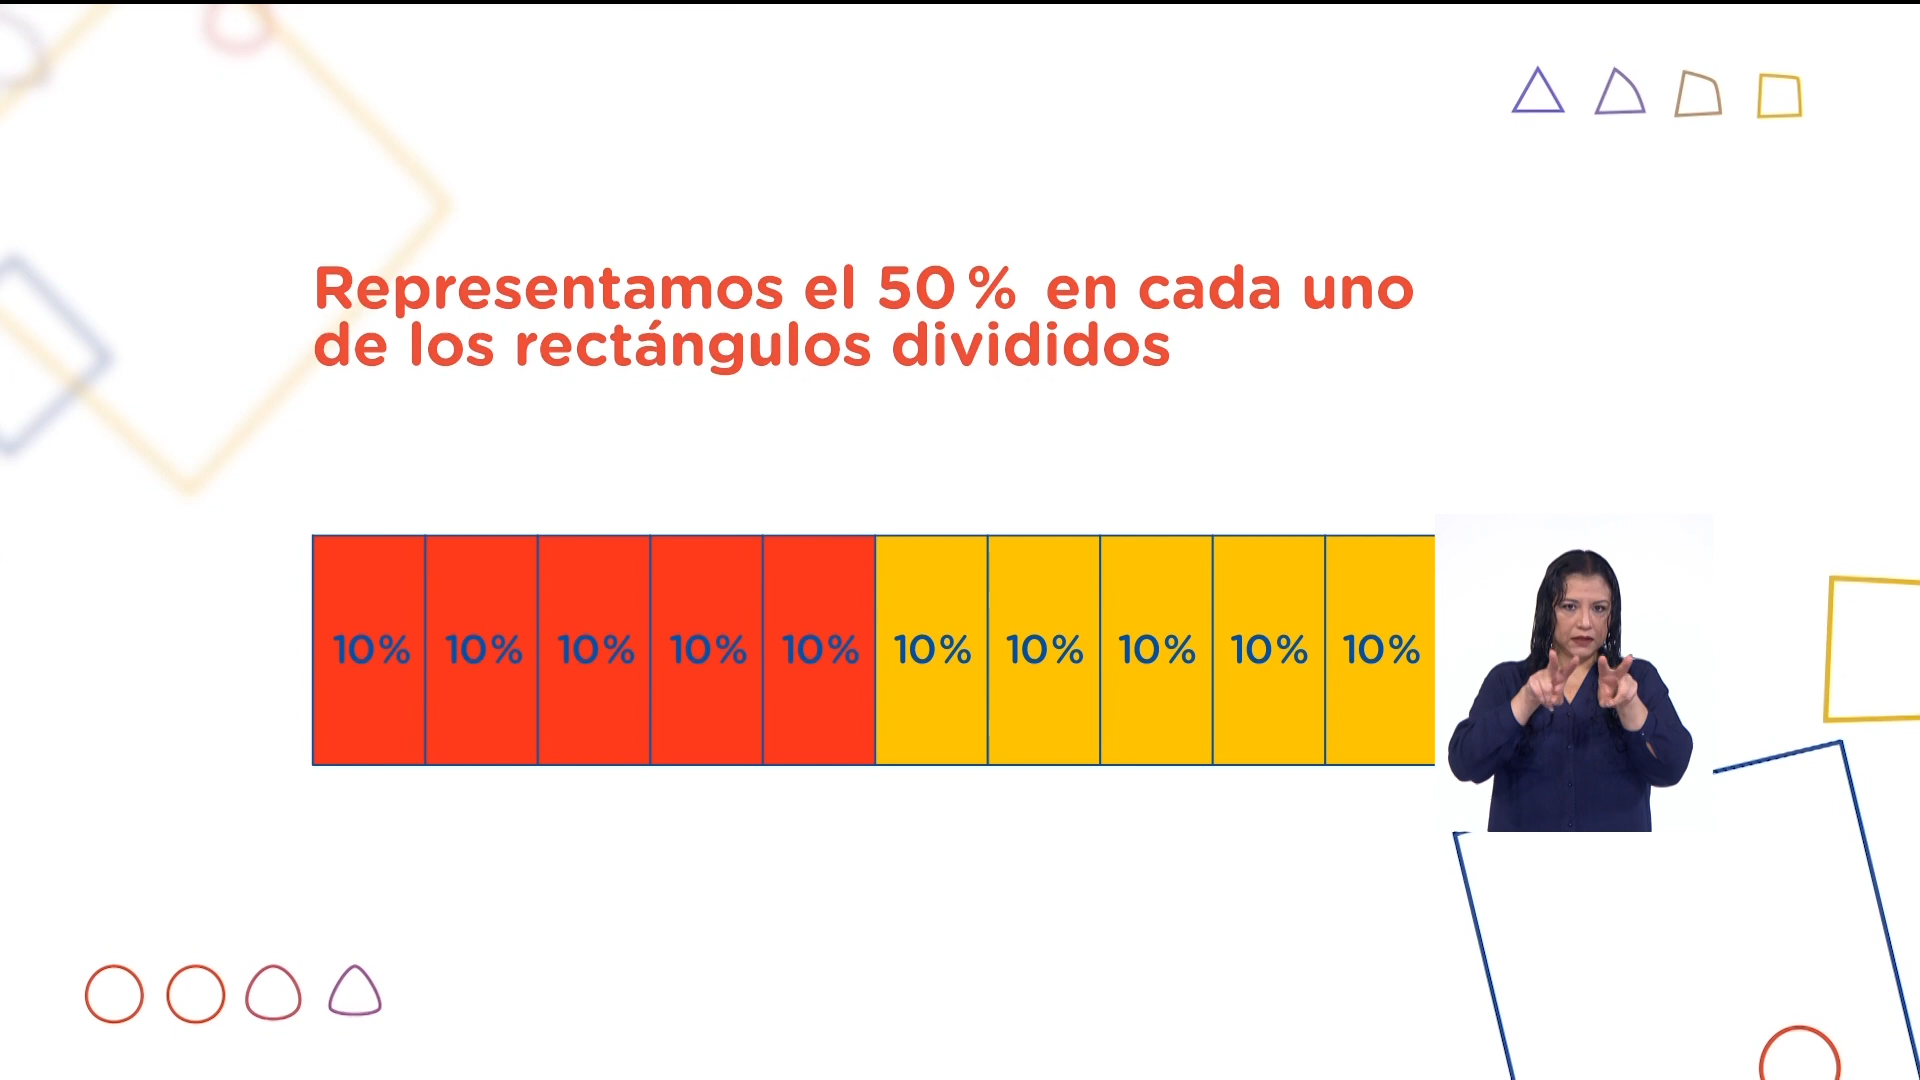 Representamos el 50% en cada uno
de los rectángulos divididos
10% 10% 10% 10% 10% 10% 10% 10% 10% 10%